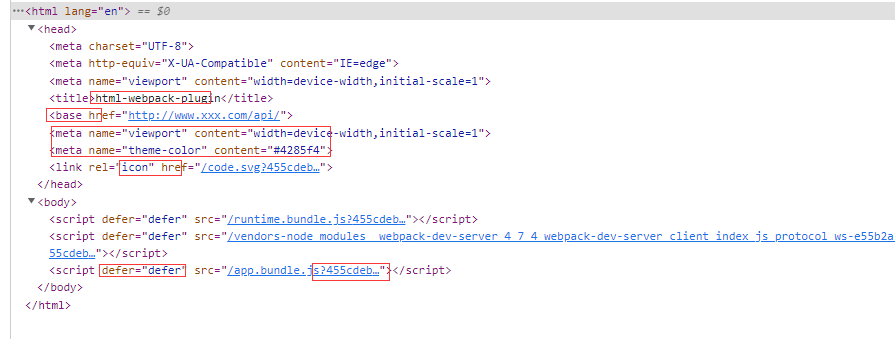 <html lang="en"> == $0
<head>
<meta charset="UTF-8">
<meta http-equiv="X-UA-Compatible" content="IE=edge">
<meta name="viewport" content="width=device-width,initial-scale=1">
<title>html-webpack-plugin</title>
<base href="http://www.xxx.com/api/">
<meta name="viewport" content="width=device-width,initial-scale=1">
<meta name="theme-color" content="#4285f4">
<link rel="icon" href="/code.svg?455cdeb…">
</head>
<body>
<script defer="defer" src="/runtime.bundle.js?455cdeb…"></script>
<script defer="defer" src="/vendors-node_modules__webpack-dev-server_4_7_4_webpack-dev-server_client_index_js_protocol_ws-e55b2a
55cdeb…"></script>
<script defer="defer" src="/app.bundle.js?455cdeb…"></script>
</body>
</html>